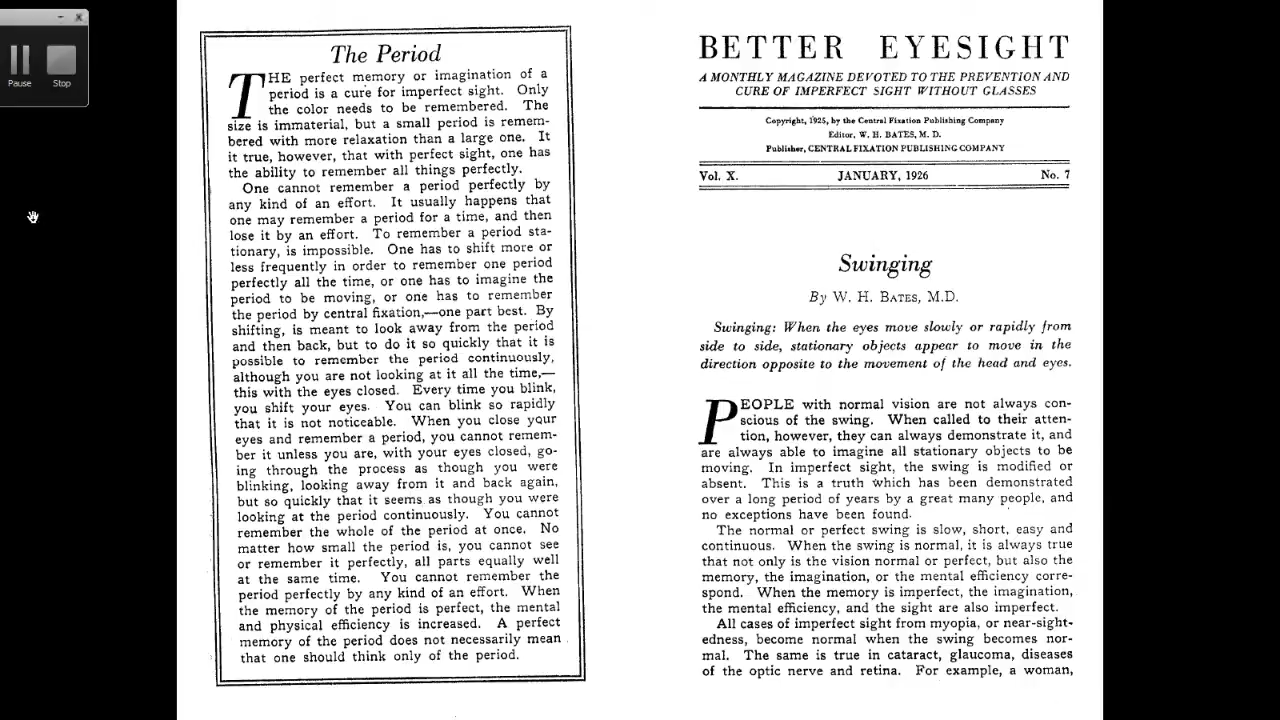 Pause
Stop
The Period
THE perfect memory or imagination of a
period is a cure for imperfect sight. Only
the color needs to be remembered. The
size is immaterial, but a small period is remem-
bered with more relaxation than a large one. It
it true, however, that with perfect sight, one has
the ability to remember all things perfectly.
One cannot remember a period perfectly by
any kind of an effort. It usually happens that
one may remember a period for a time, and then
lose it by an effort. To remember a period sta-
tionary, is impossible. One has to shift more or
less frequently in order to remember one period
perfectly all the time, or one has to imagine the
period to be moving, or one has to remember
the period by central fixation,—one part best. By
shifting, is meant to look away from the period
and then back, but to do it so quickly that it is
possible to remember the period continuously,
although you are not looking at it all the time,—
this with the eyes closed. Every time you blink,
you shift your eyes. You can blink so rapidly
that it is not noticeable. When you close your
eyes and remember a period, you cannot remem-
ber it unless you are, with your eyes closed, go-
ing through the process as though you were
blinking, looking away from it and back again,
but so quickly that it seems as though you were
looking at the period continuously. You cannot
remember the whole of the period at once. No
matter how small the period is, you cannot see
or remember it perfectly, all parts equally well
at the same time. You cannot remember the
period perfectly by any kind of an effort. When
the memory of the period is perfect, the mental
and physical efficiency is increased. A perfect
memory of the period does not necessarily mean
that one should think only of the period.
BETTER EYESIGHT
A MONTHLY MAGAZINE DEVOTED TO THE PREVENTION AND
CURE OF IMPERFECT SIGHT WITHOUT GLASSES
Copyright, 1925, by the Central Fixation Publishing Company
Editor, W. H. BATES, M. D.
Publisher, CENTRAL FIXATION PUBLISHING COMPANY
Vol. X. JANUARY, 1926 No. 7
Swinging
By W. H. BATES, M.D.
Swinging: When the eyes move slowly or rapidly from
side to side, stationary objects appear to move in the
direction opposite to the movement of the head and eyes.
PEOPLE with normal vision are not always con-
scious of the swing. When called to their atten-
tion, however, they can always demonstrate it, and
are always able to imagine all stationary objects to be
moving. In imperfect sight, the swing is modified or
absent. This is a truth which has been demonstrated
over a long period of years by a great many people, and
no exceptions have been found.
The normal or perfect swing is slow, short, easy and
continuous. When the swing is normal, it is always true
that not only is the vision normal or perfect, but also the
memory, the imagination, or the mental efficiency corre-
spond. When the memory is imperfect, the imagination,
the mental efficiency, and the sight are also imperfect.
All cases of imperfect sight from myopia, or near-sight-
edness, become normal when the swing becomes nor-
mal. The same is true in cataract, glaucoma, diseases
of the optic nerve and retina. For example, a woman,